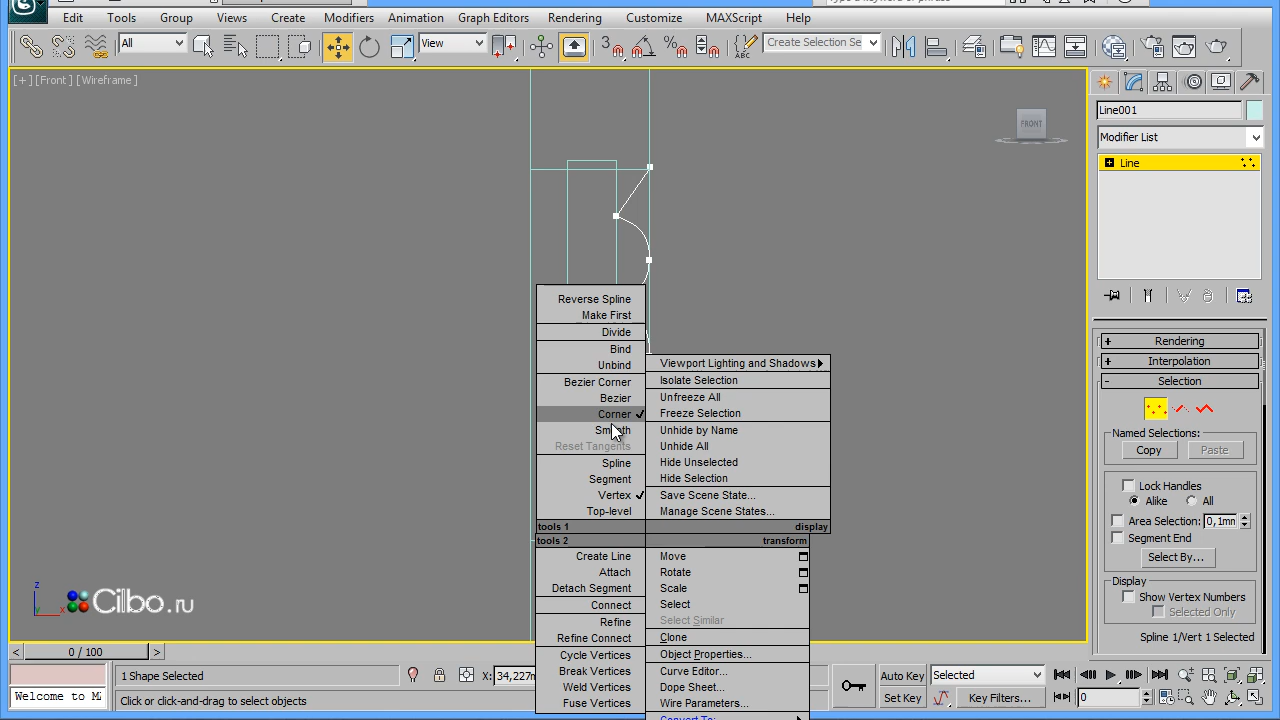 Edit Tools Group Views Create Modifiers Animation Graph Editors Rendering Customize MAXScript Help
All
View
3
%
Create Selection Se
[+][Front][Wireframe]
FRONT
Line001
Modifier List
Line
Reverse Spline
Make First
Divide
Bind
Unbind
Bezier Corner
Bezier
Corner
Smooth
Reset Tangents
Spline
Segment
Vertex
Top-level
tools 1
Viewport Lighting and Shadows
Isolate Selection
Unfreeze All
Freeze Selection
Unhide by Name
Unhide All
Hide Unselected
Hide Selection
Save Scene State...
Manage Scene States...
display
tools 2
Create Line
Attach
Detach Segment
Connect
Refine
Refine Connect
Cycle Vertices
Break Vertices
Weld Vertices
Fuse Vertices
transform
Move
Rotate
Scale
Select
Select Similar
Clone
Object Properties...
Curve Editor...
Dope Sheet...
Wire Parameters...
Convert To:
+ Rendering
+ Interpolation
- Selection
Named Selections:
Copy Paste
Lock Handles
Alike All
Area Selection: 0,1mm
Segment End
Select By...
Display
Show Vertex Numbers
Selected Only
Spline 1/Vert 1 Selected
z
y x
Cilbo.ru
< 0 / 100 >
Welcome to M
1 Shape Selected
X: 34,227m
Click or click-and-drag to select objects
Auto Key Selected
Set Key Key Filters... 0